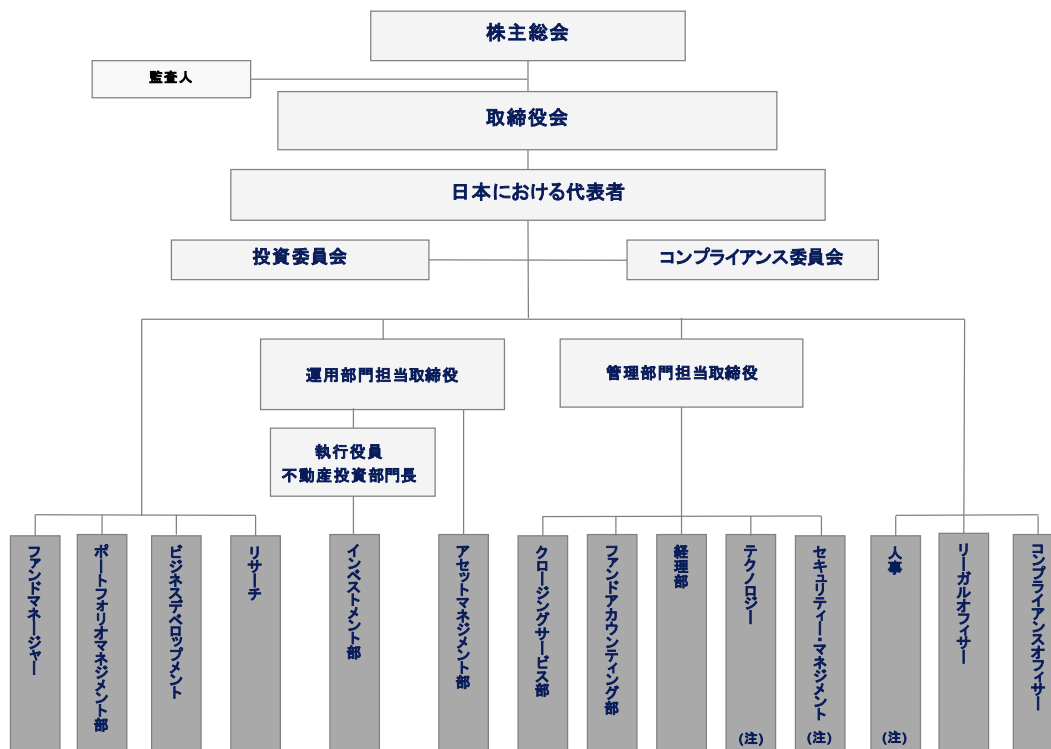 株主総会
監査人
取締役会
日本における代表者
投資委員会
コンプライアンス委員会
運用部門担当取締役
管理部門担当取締役
執行役員
不動産投資部門長
ファンドマネージャー
ポートフォリオマネジメント部
ビジネスデベロップメント
リサーチ
インベストメント部
アセットマネジメント部
クロージングサービス部
ファンドアカウンティング部
経理部
テクノロジー
(注)
セキュリティー・マネジメント
(注)
人事
(注)
リーガルオフィサー
コンプライアンスオフィサー